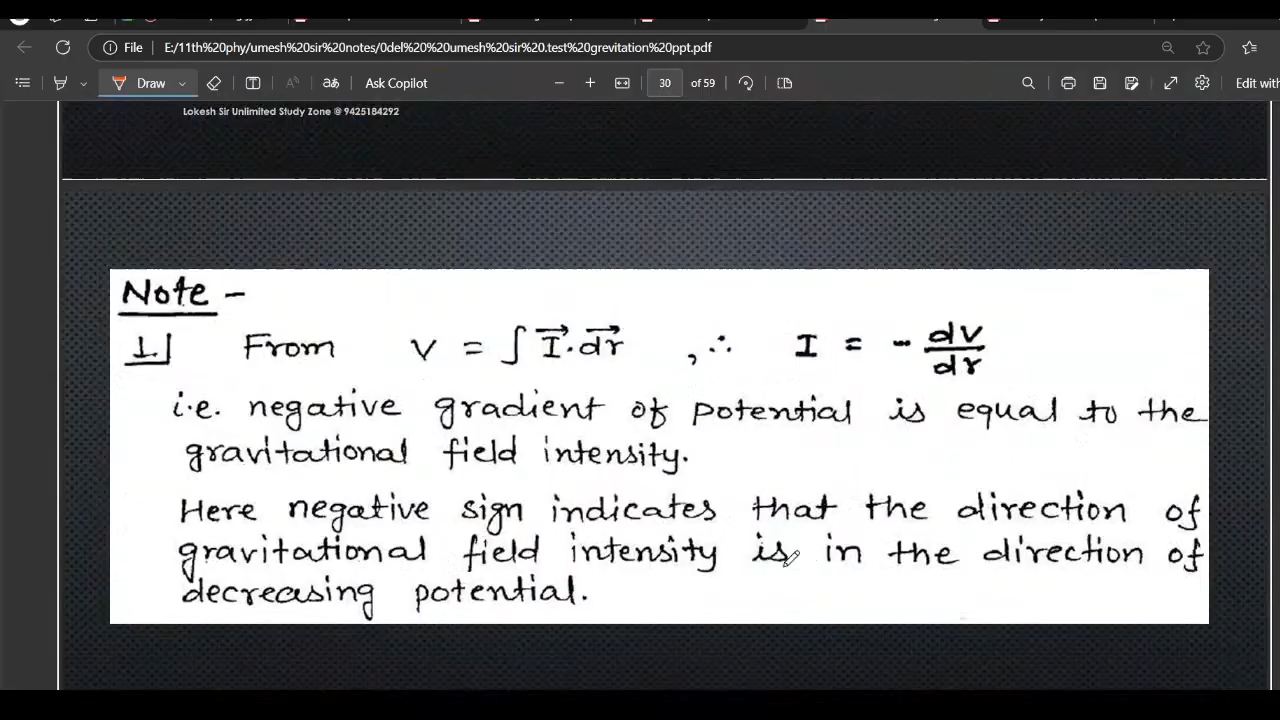 File E:/11th%20phy/umesh%20sir%20notes/0del%20%20umesh%20sir%20.test%20grevitation%20ppt.pdf
Draw aあ Ask Copilot 30 of 59 Edit with
Lokesh Sir Unlimited Study Zone @ 9425184292
Note -
1] From V = ∫ I⃗. dr⃗ , ∴ I = - dV/dr
i.e. negative gradient of potential is equal to the
gravitational field intensity.
Here negative sign indicates that the direction of
gravitational field intensity is in the direction of
decreasing potential.